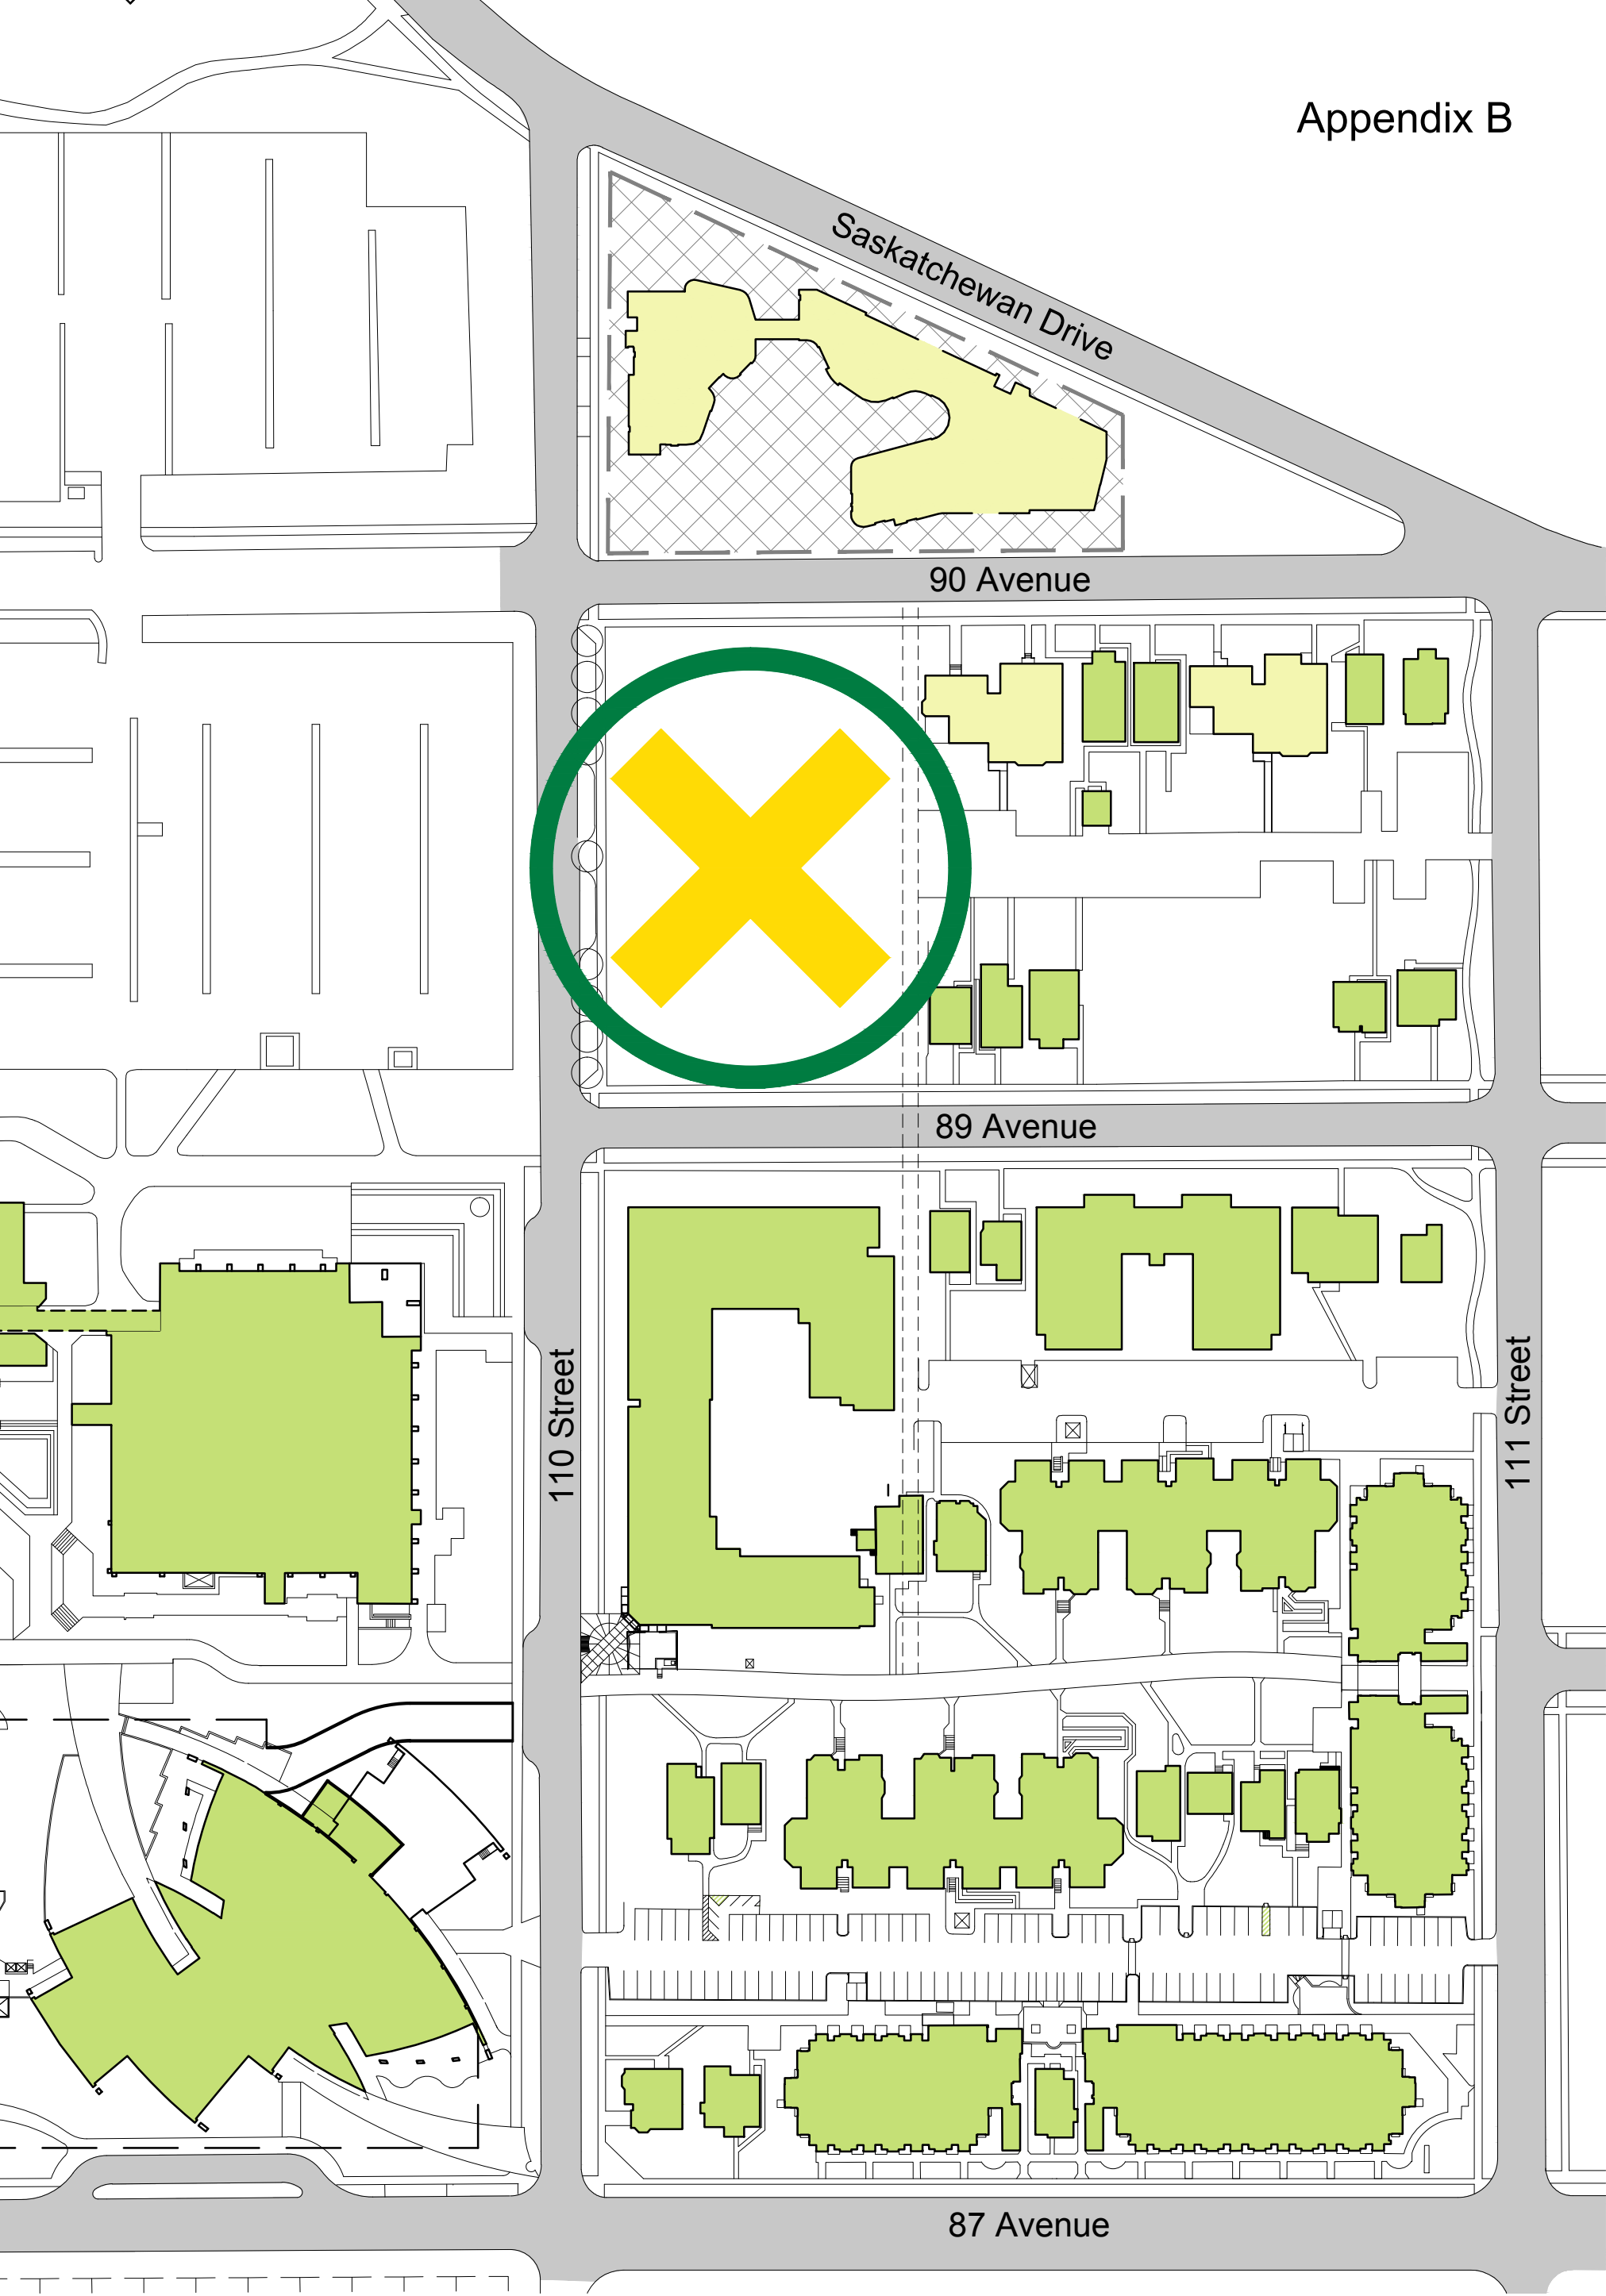 Appendix B
Saskatchewan Drive
90 Avenue
89 Avenue
110 Street
111 Street
87 Avenue